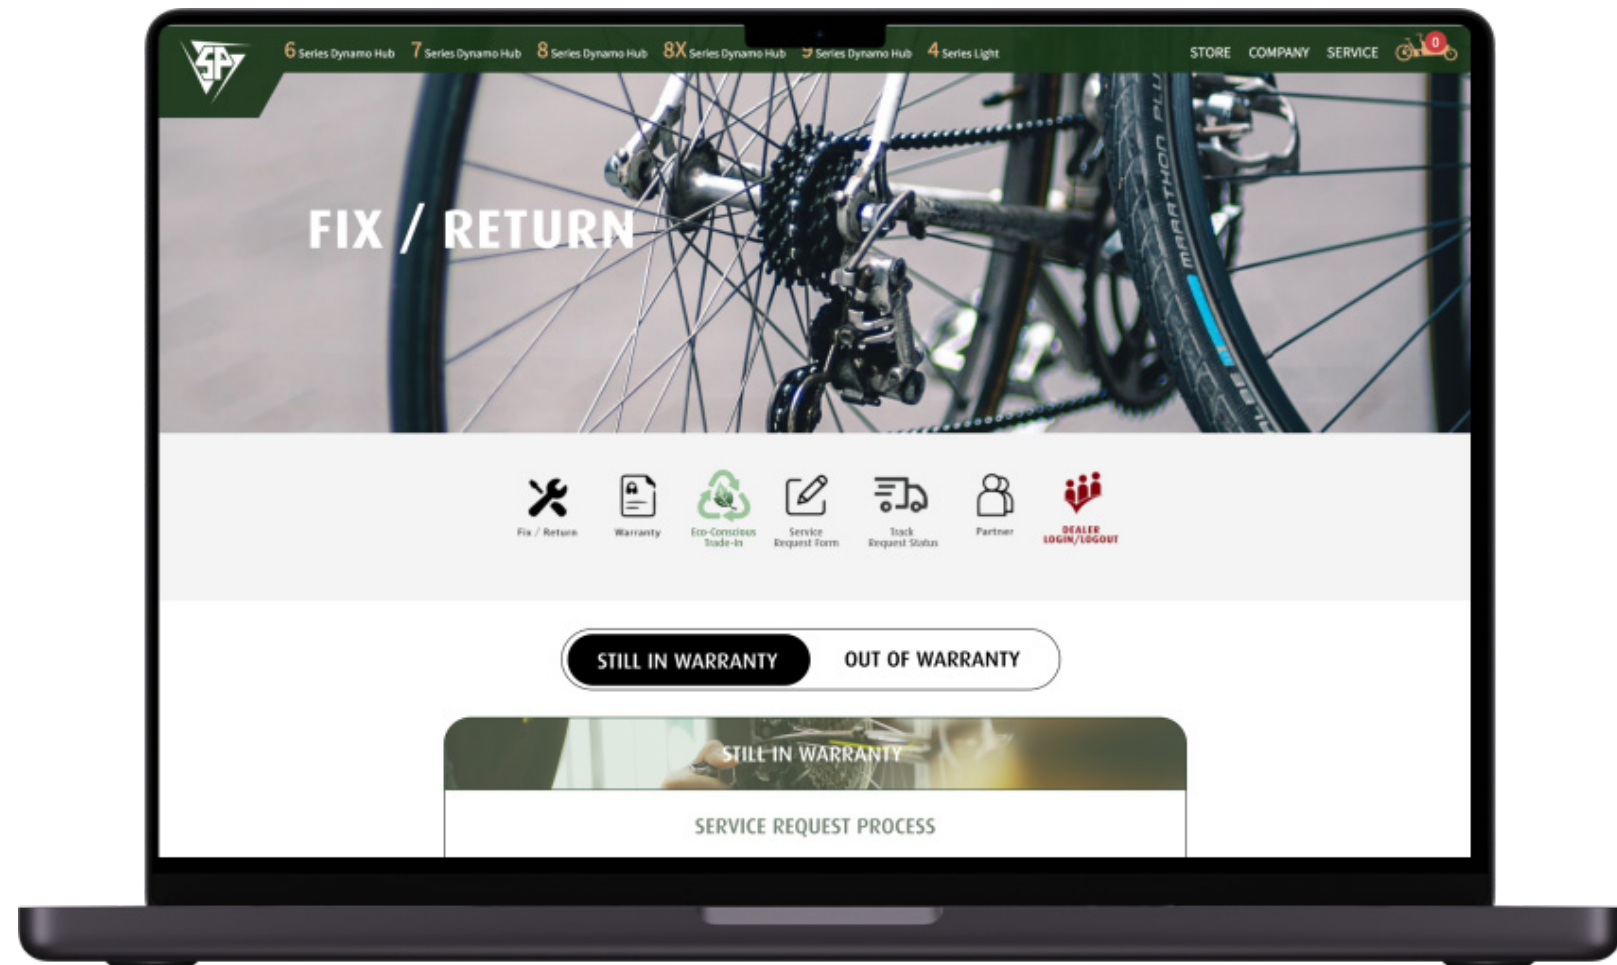 SP
6 Series Dynamo Hub 7 Series Dynamo Hub 8 Series Dynamo Hub 8X Series Dynamo Hub 9 Series Dynamo Hub 4 Series Light STORE COMPANY SERVICE 0
FIX / RETURN
MARATHON PLU
Fix / Return
Warranty
Eco-Conscious
Trade-In
Service
Request Form
Track
Request Status
Partner
DEALER
LOGIN/LOGOUT
STILL IN WARRANTY OUT OF WARRANTY
STILL IN WARRANTY
SERVICE REQUEST PROCESS